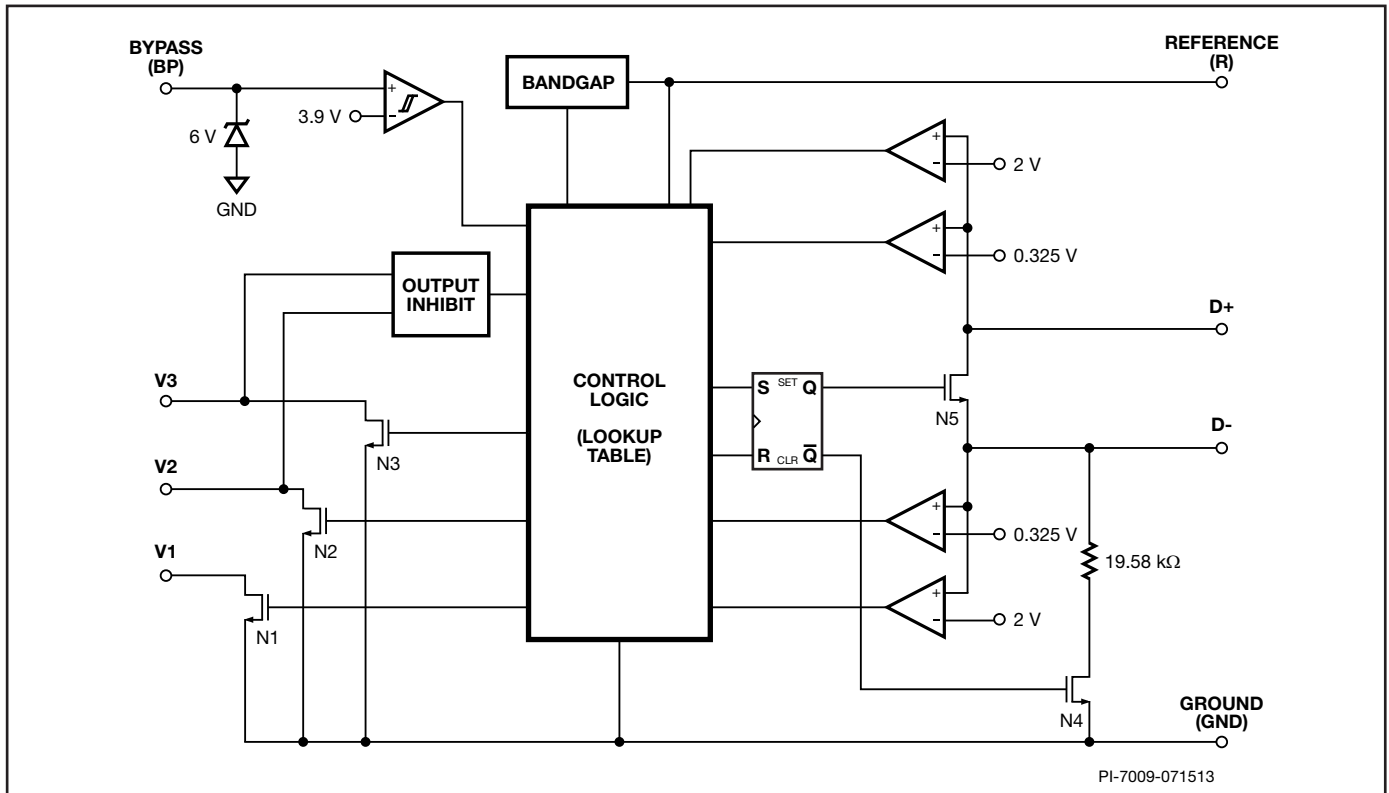 BYPASS
(BP)
REFERENCE
(R)
BANDGAP
+
-
3.9 V
6 V
GND
+
-
2 V
+
-
0.325 V
OUTPUT
INHIBIT
D+
V3
CONTROL
LOGIC
(LOOKUP
TABLE)
S SET Q
R CLR Q̅
N5
D-
N3
V2
N2
+
-
0.325 V
19.58 kΩ
V1
N1
+
-
2 V
N4
GROUND
(GND)
PI-7009-071513